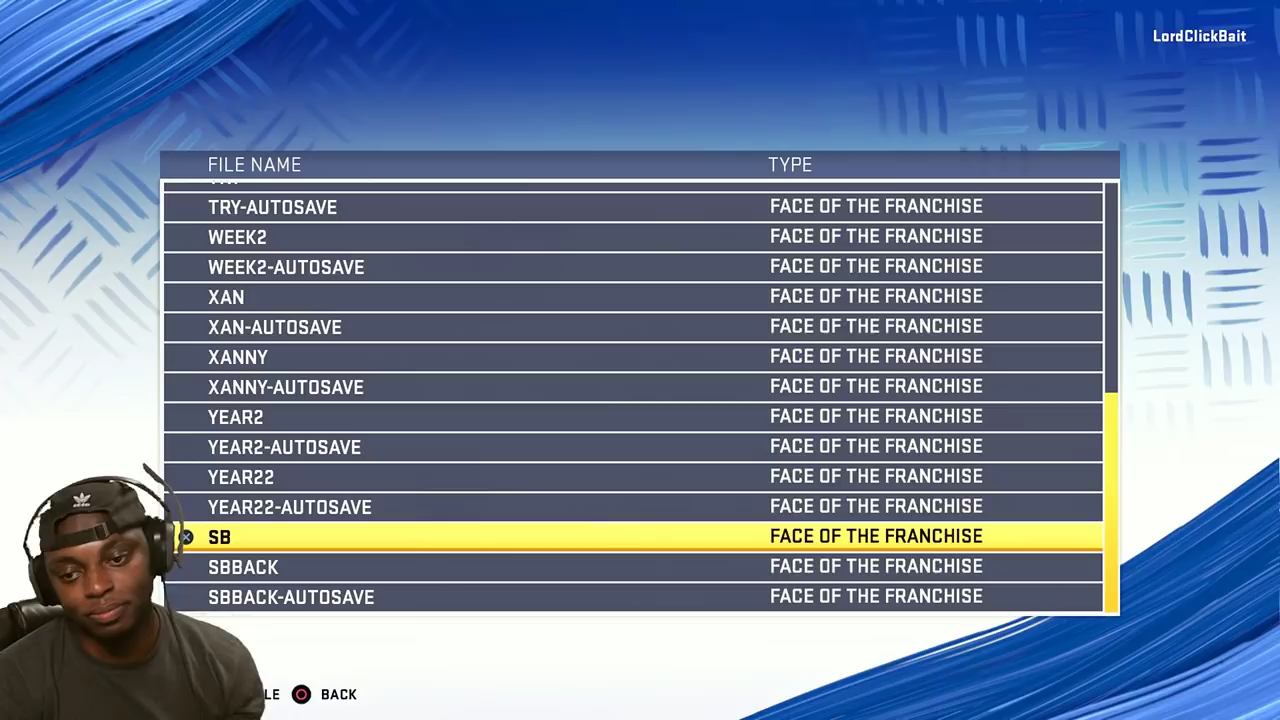 LordClickBait
FILE NAME TYPE
TRY-AUTOSAVE FACE OF THE FRANCHISE
WEEK2 FACE OF THE FRANCHISE
WEEK2-AUTOSAVE FACE OF THE FRANCHISE
XAN FACE OF THE FRANCHISE
XAN-AUTOSAVE FACE OF THE FRANCHISE
XANNY FACE OF THE FRANCHISE
XANNY-AUTOSAVE FACE OF THE FRANCHISE
YEAR2 FACE OF THE FRANCHISE
YEAR2-AUTOSAVE FACE OF THE FRANCHISE
YEAR22 FACE OF THE FRANCHISE
YEAR22-AUTOSAVE FACE OF THE FRANCHISE
SB FACE OF THE FRANCHISE
SBBACK FACE OF THE FRANCHISE
SBBACK-AUTOSAVE FACE OF THE FRANCHISE
LE BACK